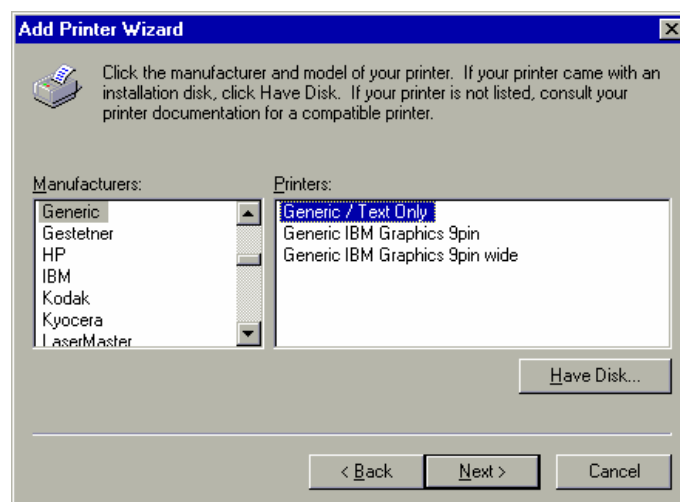 Add Printer Wizard
Click the manufacturer and model of your printer. If your printer came with an
installation disk, click Have Disk. If your printer is not listed, consult your
printer documentation for a compatible printer.
Manufacturers:
Generic
Gestetner
HP
IBM
Kodak
Kyocera
LaserMaster
Printers:
Generic / Text Only
Generic IBM Graphics 9pin
Generic IBM Graphics 9pin wide
Have Disk...
< Back
Next >
Cancel